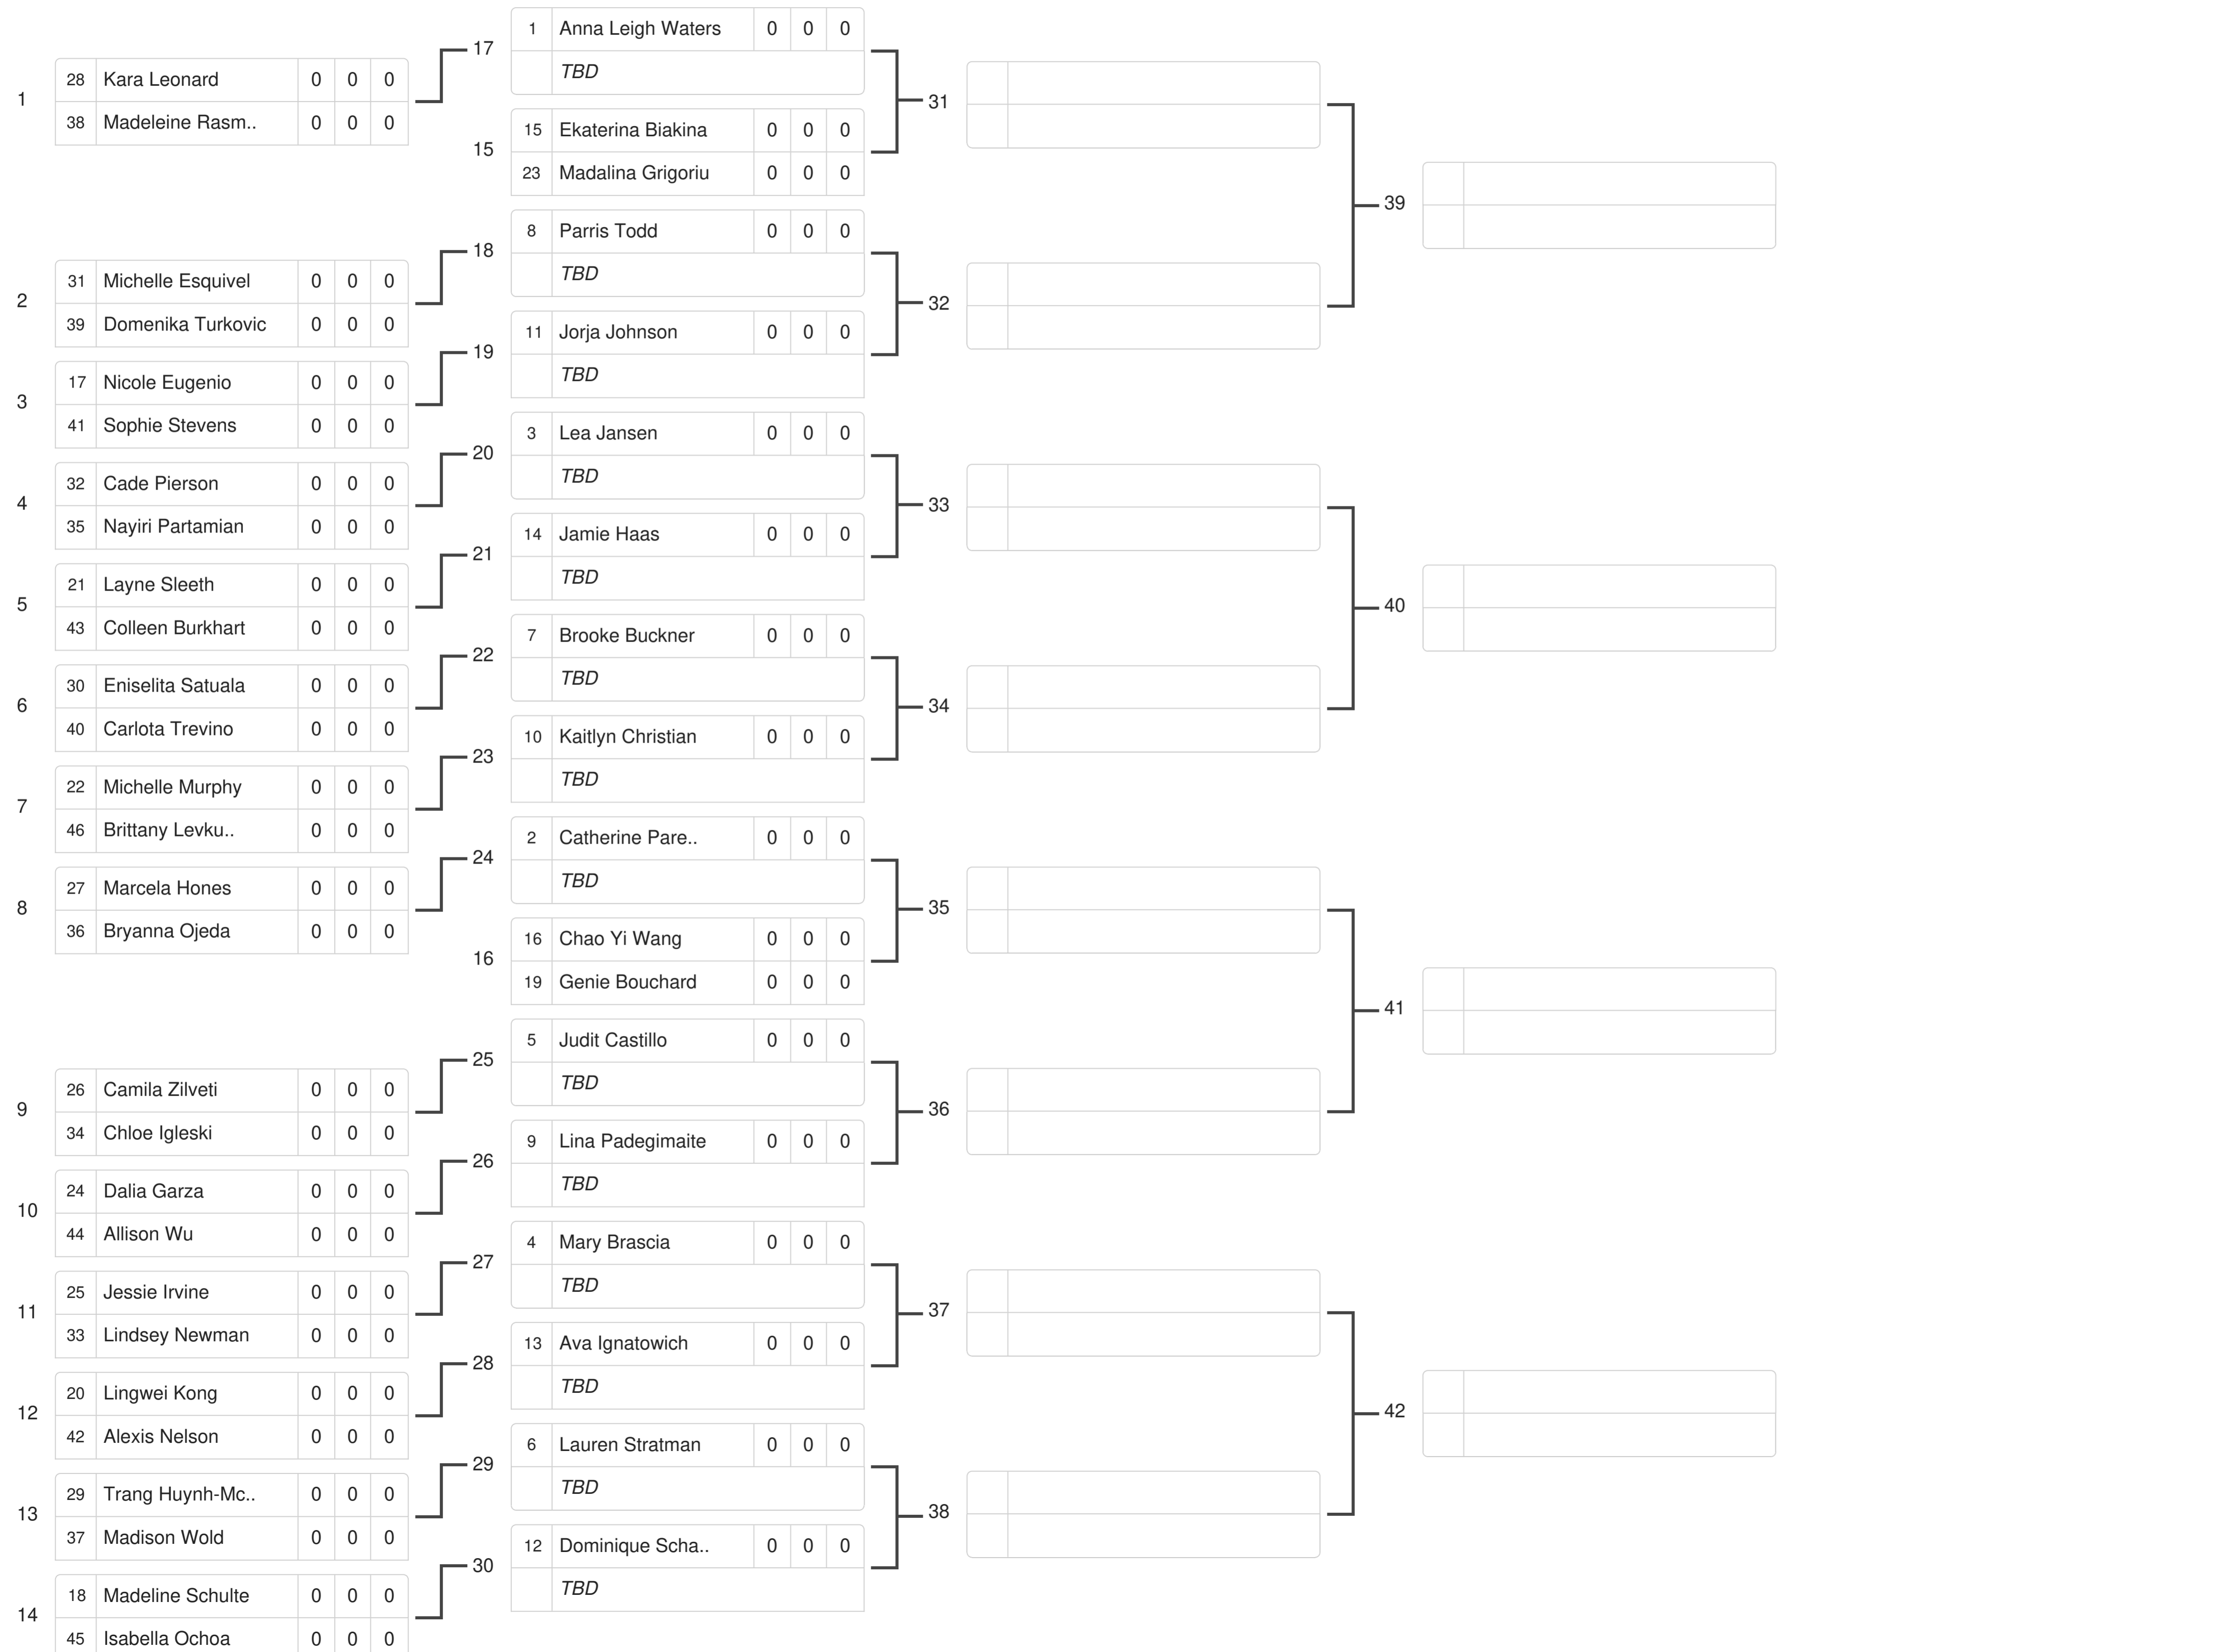 1
28 Kara Leonard 0 0 0
38 Madeleine Rasm.. 0 0 0
2
31 Michelle Esquivel 0 0 0
39 Domenika Turkovic 0 0 0
3
17 Nicole Eugenio 0 0 0
41 Sophie Stevens 0 0 0
4
32 Cade Pierson 0 0 0
35 Nayiri Partamian 0 0 0
5
21 Layne Sleeth 0 0 0
43 Colleen Burkhart 0 0 0
6
30 Eniselita Satuala 0 0 0
40 Carlota Trevino 0 0 0
7
22 Michelle Murphy 0 0 0
46 Brittany Levku.. 0 0 0
8
27 Marcela Hones 0 0 0
36 Bryanna Ojeda 0 0 0
9
26 Camila Zilveti 0 0 0
34 Chloe Igleski 0 0 0
10
24 Dalia Garza 0 0 0
44 Allison Wu 0 0 0
11
25 Jessie Irvine 0 0 0
33 Lindsey Newman 0 0 0
12
20 Lingwei Kong 0 0 0
42 Alexis Nelson 0 0 0
13
29 Trang Huynh-Mc.. 0 0 0
37 Madison Wold 0 0 0
14
18 Madeline Schulte 0 0 0
45 Isabella Ochoa 0 0 0
17
1 Anna Leigh Waters 0 0 0
TBD
15
15 Ekaterina Biakina 0 0 0
23 Madalina Grigoriu 0 0 0
18
8 Parris Todd 0 0 0
TBD
19
11 Jorja Johnson 0 0 0
TBD
20
3 Lea Jansen 0 0 0
TBD
21
14 Jamie Haas 0 0 0
TBD
22
7 Brooke Buckner 0 0 0
TBD
23
10 Kaitlyn Christian 0 0 0
TBD
24
2 Catherine Pare.. 0 0 0
TBD
16
16 Chao Yi Wang 0 0 0
19 Genie Bouchard 0 0 0
25
5 Judit Castillo 0 0 0
TBD
26
9 Lina Padegimaite 0 0 0
TBD
27
4 Mary Brascia 0 0 0
TBD
28
13 Ava Ignatowich 0 0 0
TBD
29
6 Lauren Stratman 0 0 0
TBD
30
12 Dominique Scha.. 0 0 0
TBD
31
32
33
34
35
36
37
38
39
40
41
42